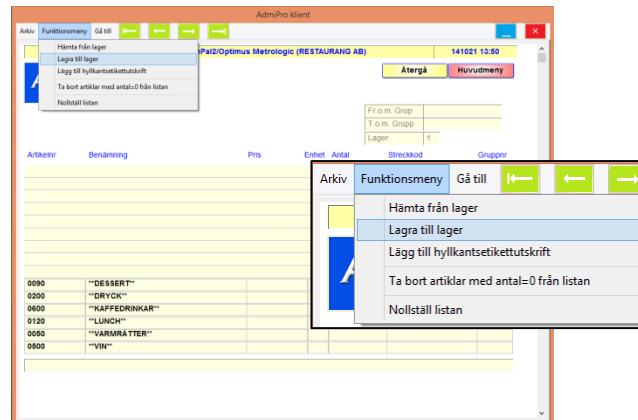 AdmiPro klient
Arkiv Funktionsmeny Gå till
Hämta från lager
Lagra till lager
Lägg till hyllkantsetikettutskrift
Ta bort artiklar med antal=0 från listan
Nollställ listan
nPal2/Optimus Metrologic (RESTAURANG AB) 141021 13:50
Återgå Huvudmeny
Fr.o.m. Grup
T.o.m. Grupp
Lager 1
Artikelnr Benämning Pris Enhet Antal Streckkod Gruppnr
0090 **DESSERT**
0200 **DRYCK**
0600 **KAFFEDRINKAR**
0120 **LUNCH**
0050 **VARMRÄTTER**
0500 **VIN**
Arkiv Funktionsmeny Gå till
Hämta från lager
Lagra till lager
Lägg till hyllkantsetikettutskrift
Ta bort artiklar med antal=0 från listan
Nollställ listan